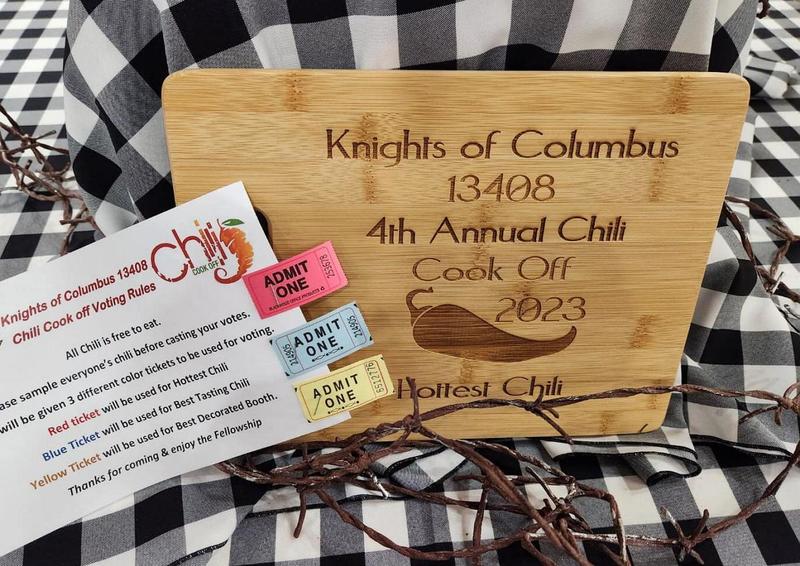 Knights of Columbus
13408
4th Annual Chili
Cook Off
2023
Hottest Chili
chili
COOK OFF
Knights of Columbus 13408
Chili Cook off Voting Rules
All Chili is free to eat.
sample everyone's chili before casting your votes.
will be given 3 different color tickets to be used for voting.
Red ticket will be used for Hottest Chili
Blue Ticket will be used for Best Tasting Chili
Yellow Ticket will be used for Best Decorated Booth.
Thanks for coming & enjoy the Fellowship
ADMIT
ONE
ADMIT
ONE
214905
214905
ADMIT
ONE